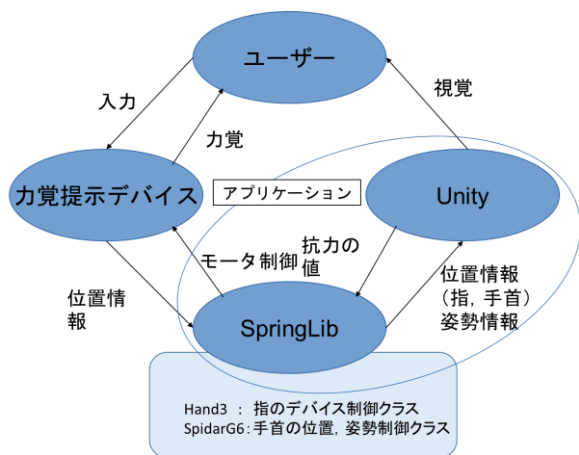 ユーザー
入力
力覚
視覚
力覚提示デバイス
アプリケーション
Unity
モータ制御
抗力の
値
位置情
報
位置情報
（指，手首）
姿勢情報
SpringLib
Hand3 ： 指のデバイス制御クラス
SpidarG6：手首の位置，姿勢制御クラス